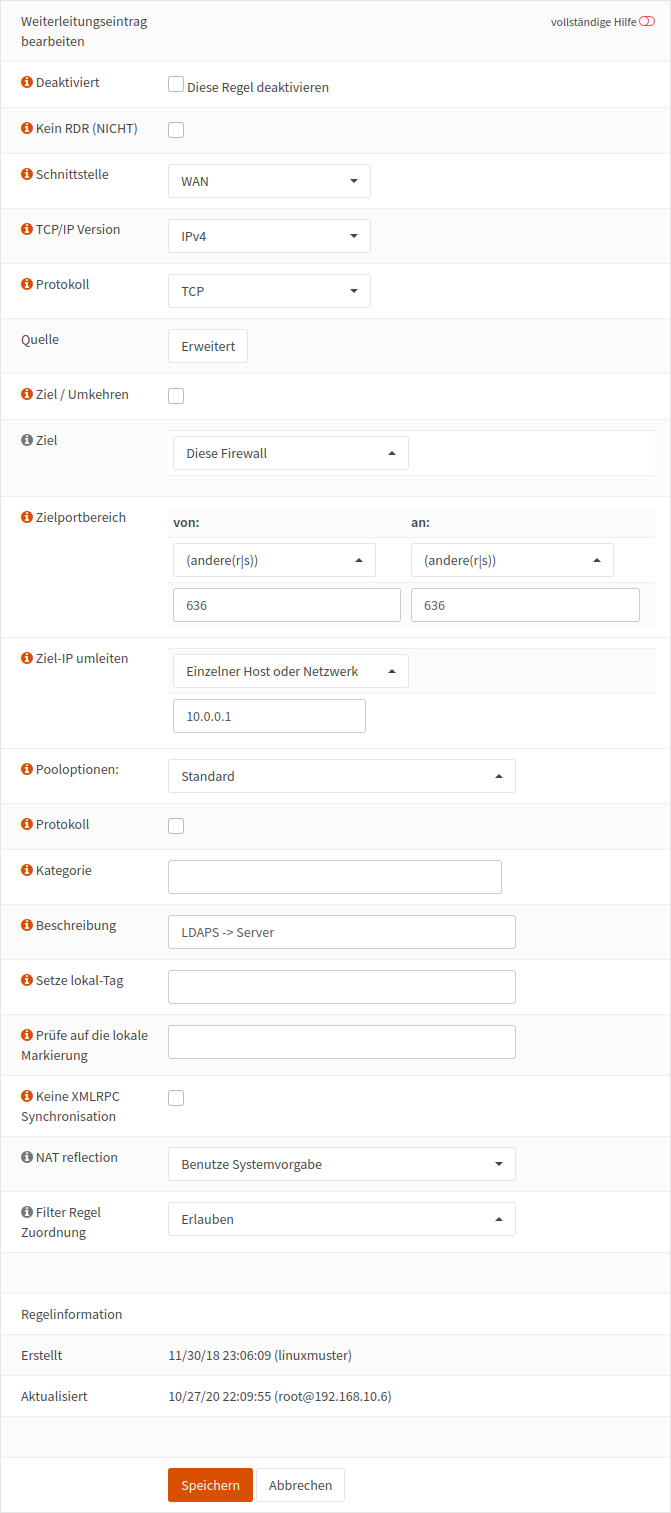 Weiterleitungseintrag bearbeiten
vollständige Hilfe
Deaktiviert
Diese Regel deaktivieren
Kein RDR (NICHT)
Schnittstelle
WAN
TCP/IP Version
IPv4
Protokoll
TCP
Quelle
Erweitert
Ziel / Umkehren
Ziel
Diese Firewall
Zielportbereich
von: an:
(andere(r|s)) (andere(r|s))
636 636
Ziel-IP umleiten
Einzelner Host oder Netzwerk
10.0.0.1
Pooloptionen:
Standard
Protokoll
Kategorie
Beschreibung
LDAPS -> Server
Setze lokal-Tag
Prüfe auf die lokale
Markierung
Keine XMLRPC
Synchronisation
NAT reflection
Benutze Systemvorgabe
Filter Regel
Zuordnung
Erlauben
Regelinformation
Erstellt
11/30/18 23:06:09 (linuxmuster)
Aktualisiert
10/27/20 22:09:55 (root@192.168.10.6)
Speichern
Abbrechen